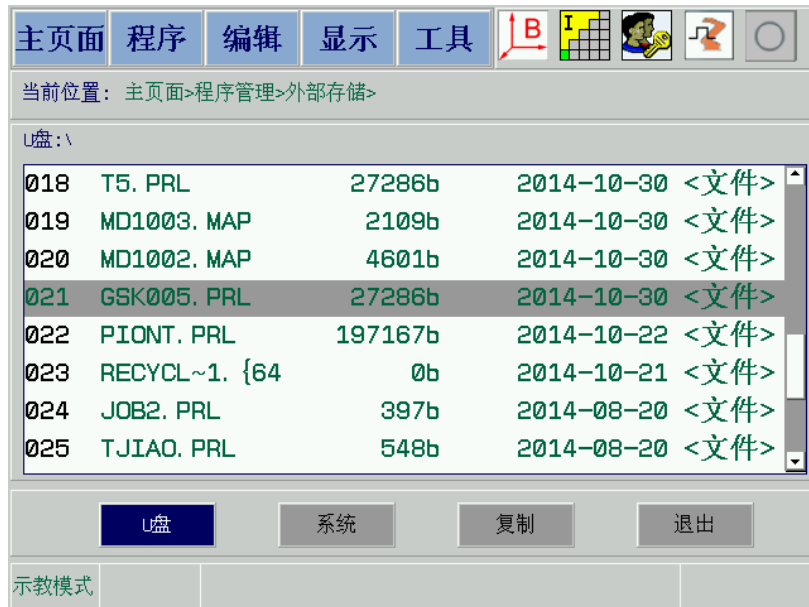 主页面 程序 编辑 显示 工具 B I
当前位置: 主页面>程序管理>外部存储>
U盘:\
018 T5.PRL 27286b 2014-10-30 <文件>
019 MD1003.MAP 2109b 2014-10-30 <文件>
020 MD1002.MAP 4601b 2014-10-30 <文件>
021 GSK005.PRL 27286b 2014-10-30 <文件>
022 PIONT.PRL 197167b 2014-10-22 <文件>
023 RECYCL~1.{64 0b 2014-10-21 <文件>
024 JOB2.PRL 397b 2014-08-20 <文件>
025 TJIAO.PRL 548b 2014-08-20 <文件>
U盘 系统 复制 退出
示教模式